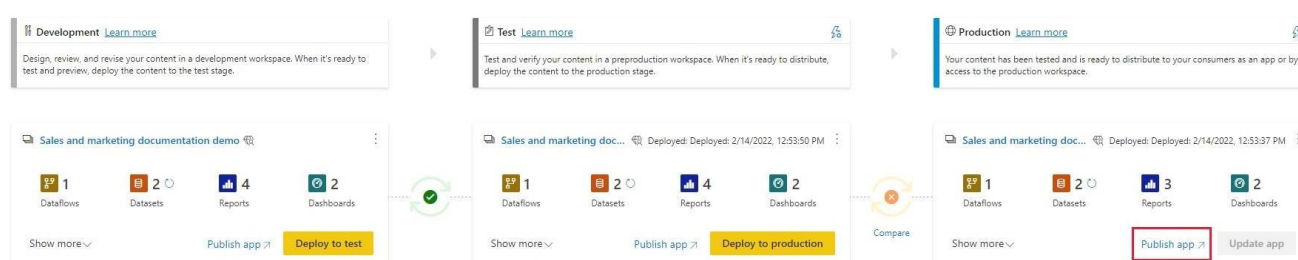 Development Learn more
Design, review, and revise your content in a development workspace. When it's ready to
test and preview, deploy the content to the test stage.
Test Learn more
Test and verify your content in a preproduction workspace. When it's ready to distribute,
deploy the content to the production stage.
Production Learn more
Your content has been tested and is ready to distribute to your consumers as an app or by
access to the production workspace.
Sales and marketing documentation demo
1
2
4
2
Dataflows
Datasets
Reports
Dashboards
Show more
Publish app
Deploy to test
Sales and marketing doc... Deployed: Deployed: 2/14/2022, 12:53:50 PM
1
2
4
2
Dataflows
Datasets
Reports
Dashboards
Show more
Publish app
Deploy to production
Compare
Sales and marketing doc... Deployed: Deployed: 2/14/2022, 12:53:37 PM
1
2
3
2
Dataflows
Datasets
Reports
Dashboards
Show more
Publish app
Update app